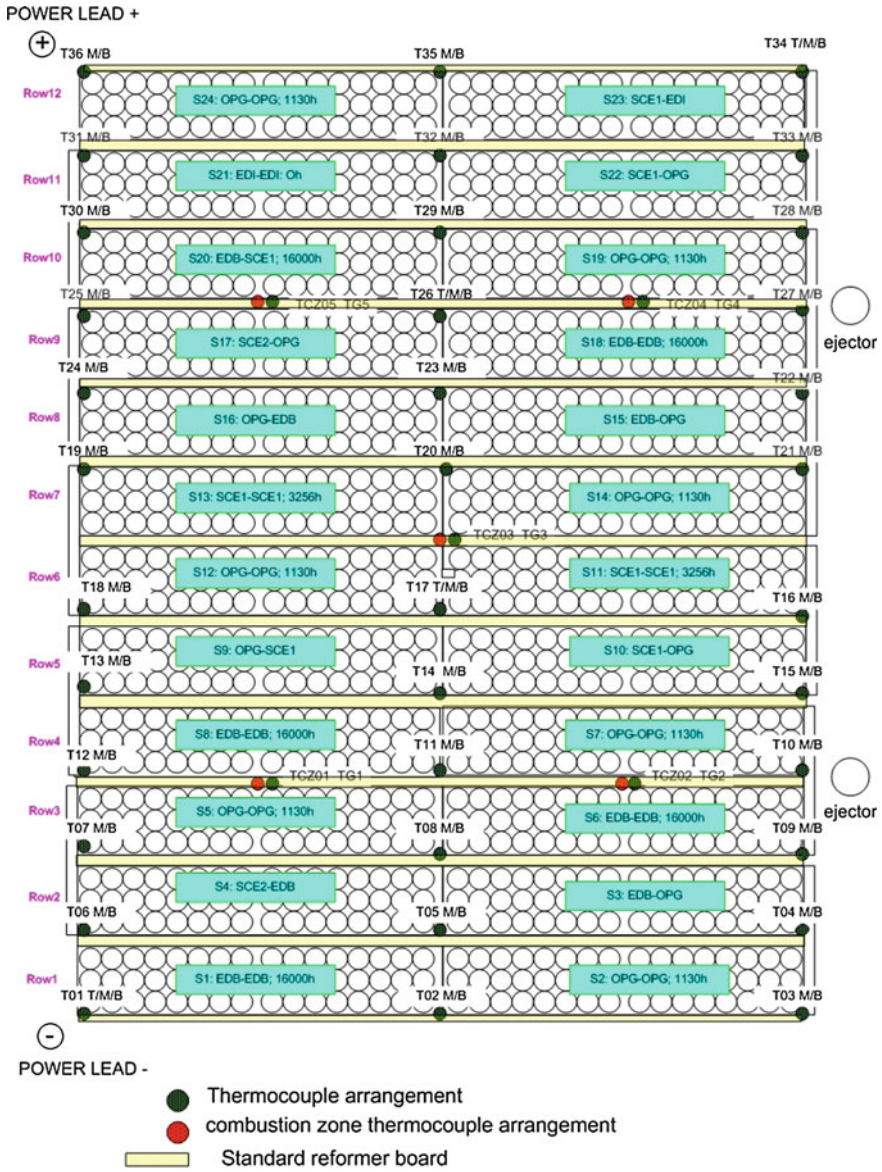 POWER LEAD +
+
T36 M/B T35 M/B T34 T/M/B
Row12 S24: OPG-OPG; 1130h S23: SCE1-EDI
T31 M/B T32 M/B T33 M/B
Row11 S21: EDI-EDI: Oh S22: SCE1-OPG
T30 M/B T29 M/B T28 M/B
Row10 S20: EDB-SCE1; 16000h S19: OPG-OPG; 1130h
T25 M/B TCZ05 TG5 T26 T/M/B TCZ04 TG4 T27 M/B
ejector
Row9 S17: SCE2-OPG S18: EDB-EDB; 16000h
T24 M/B T23 M/B T22 M/B
Row8 S16: OPG-EDB S15: EDB-OPG
T19 M/B T20 M/B T21 M/B
Row7 S13: SCE1-SCE1; 3256h S14: OPG-OPG; 1130h
TCZ03 TG3
Row6 S12: OPG-OPG; 1130h S11: SCE1-SCE1; 3256h
T18 M/B T17 T/M/B T16 M/B
Row5 S9: OPG-SCE1 S10: SCE1-OPG
T13 M/B T14 M/B T15 M/B
Row4 S8: EDB-EDB; 16000h S7: OPG-OPG; 1130h
T12 M/B T11 M/B T10 M/B
TCZ01 TG1 TCZ02 TG2
ejector
Row3 S5: OPG-OPG; 1130h S6: EDB-EDB; 16000h
T07 M/B T08 M/B T09 M/B
Row2 S4: SCE2-EDB S3: EDB-OPG
T06 M/B T05 M/B T04 M/B
Row1 S1: EDB-EDB; 16000h S2: OPG-OPG; 1130h
T01 T/M/B T02 M/B T03 M/B
-
POWER LEAD -
Thermocouple arrangement
combustion zone thermocouple arrangement
Standard reformer board